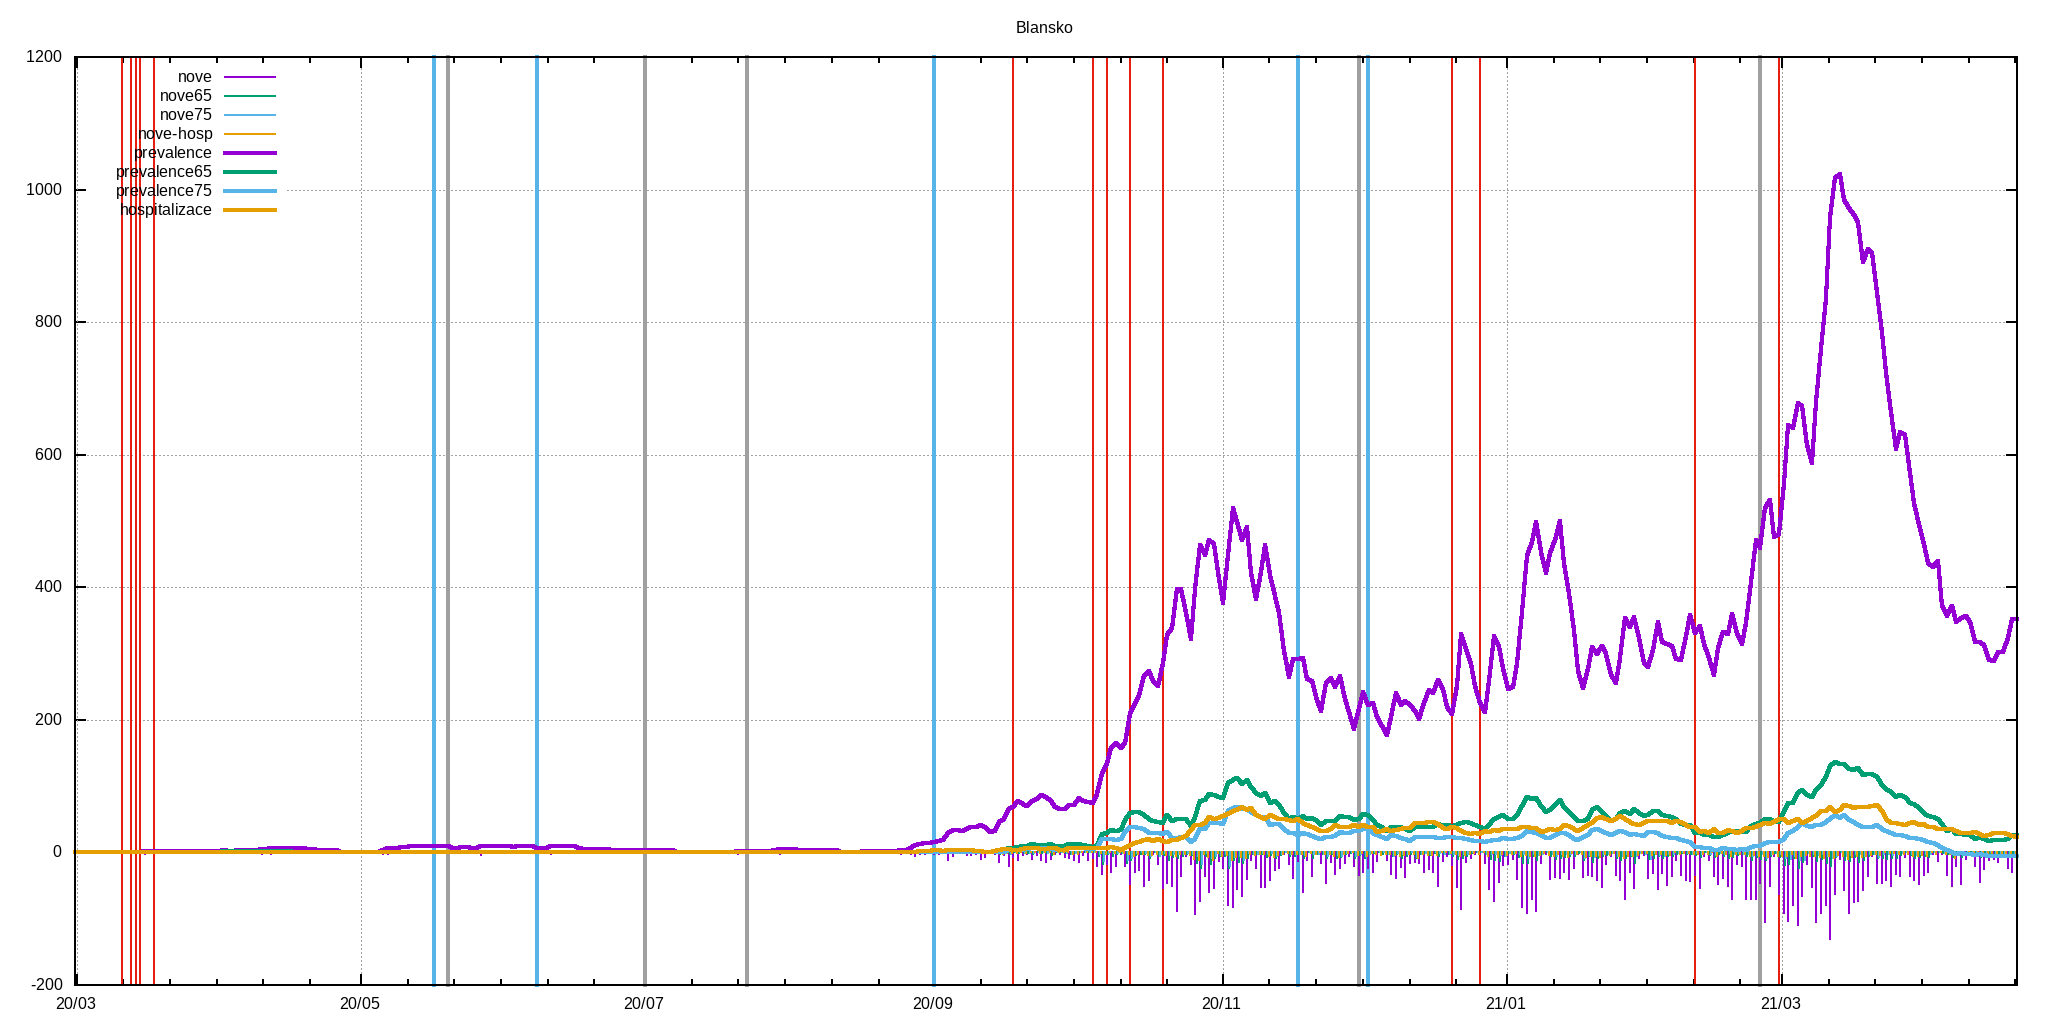 Blansko
1200
1000
800
600
400
200
0
-200
nove
nove65
nove75
nove-hosp
prevalence
prevalence65
prevalence75
hospitalizace
20/03 20/05 20/07 20/09 20/11 21/01 21/03